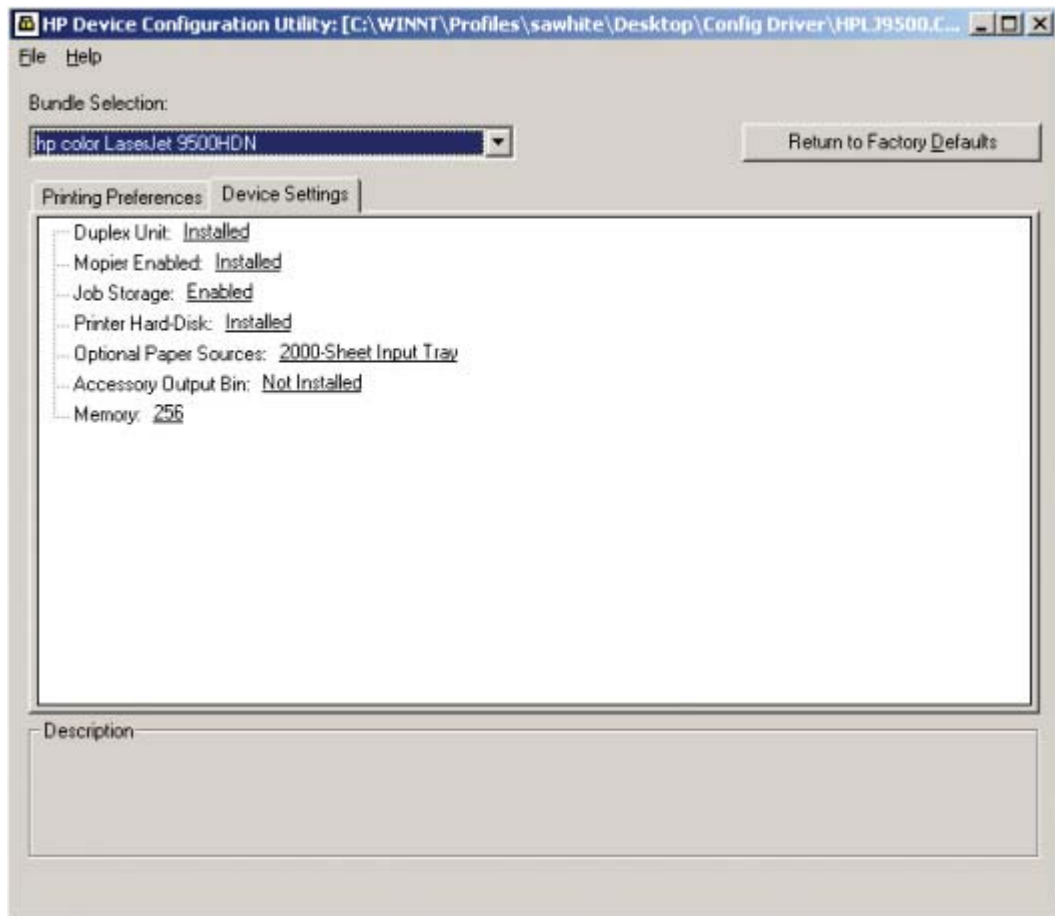 HP Device Configuration Utility: [C:\WINNT\Profiles\sawhite\Desktop\Config Driver\HPLJ9500.C...
File Help
Bundle Selection:
hp color LaserJet 9500HDN
Return to Factory Defaults
Printing Preferences Device Settings
Duplex Unit: Installed
Mopier Enabled: Installed
Job Storage: Enabled
Printer Hard-Disk: Installed
Optional Paper Sources: 2000-Sheet Input Tray
Accessory Output Bin: Not Installed
Memory: 256
Description